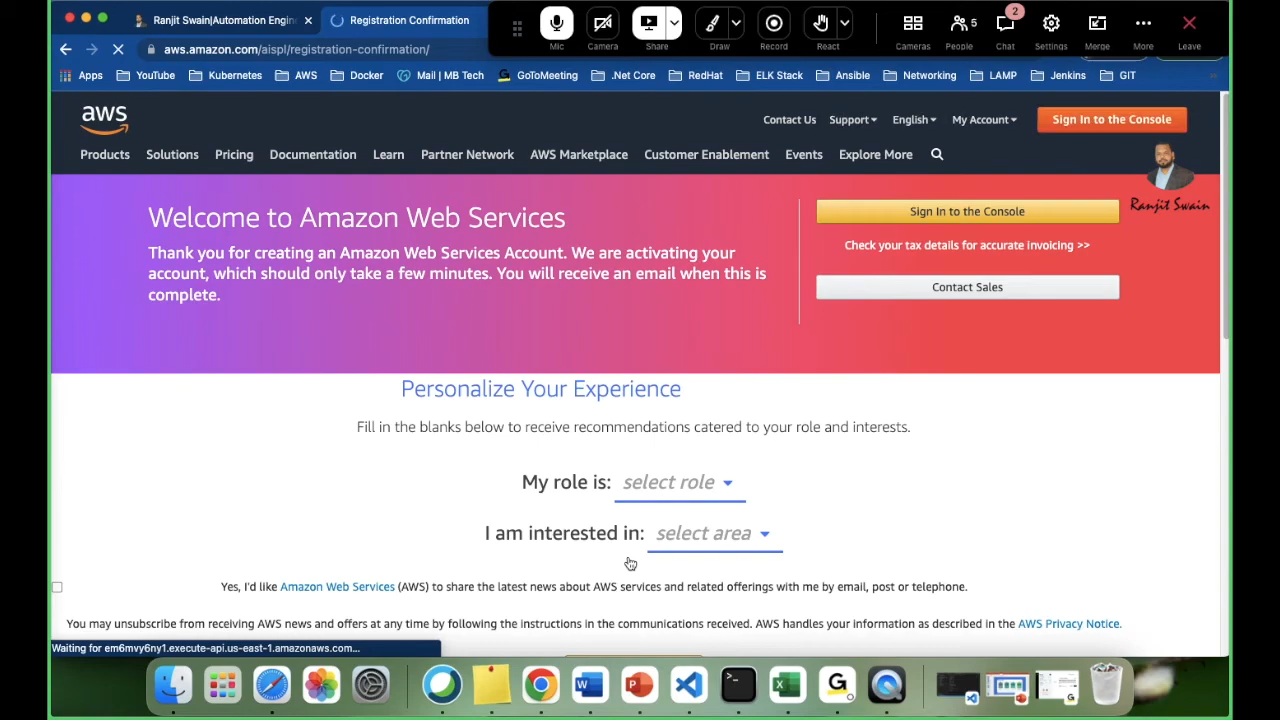 Ranjit Swain|Automation Engin
Registration Confirmation
Mic
Camera
Share
Draw
Record
React
Cameras
People
Chat
Settings
Merge
More
Leave
5
2
aws.amazon.com/aispl/registration-confirmation/
Apps
YouTube
Kubernetes
AWS
Docker
Mail | MB Tech
GoToMeeting
.Net Core
RedHat
ELK Stack
Ansible
Networking
LAMP
Jenkins
GIT
»
aws
Contact Us
Support
English
My Account
Sign In to the Console
Products
Solutions
Pricing
Documentation
Learn
Partner Network
AWS Marketplace
Customer Enablement
Events
Explore More
Ranjit Swain
Welcome to Amazon Web Services
Thank you for creating an Amazon Web Services Account. We are activating your
account, which should only take a few minutes. You will receive an email when this is
complete.
Sign In to the Console
Check your tax details for accurate invoicing >>
Contact Sales
Personalize Your Experience
Fill in the blanks below to receive recommendations catered to your role and interests.
My role is: select role
I am interested in: select area
Yes, I'd like Amazon Web Services (AWS) to share the latest news about AWS services and related offerings with me by email, post or telephone.
You may unsubscribe from receiving AWS news and offers at any time by following the instructions in the communications received. AWS handles your information as described in the AWS Privacy Notice.
Waiting for em6mvy6ny1.execute-api.us-east-1.amazonaws.com...